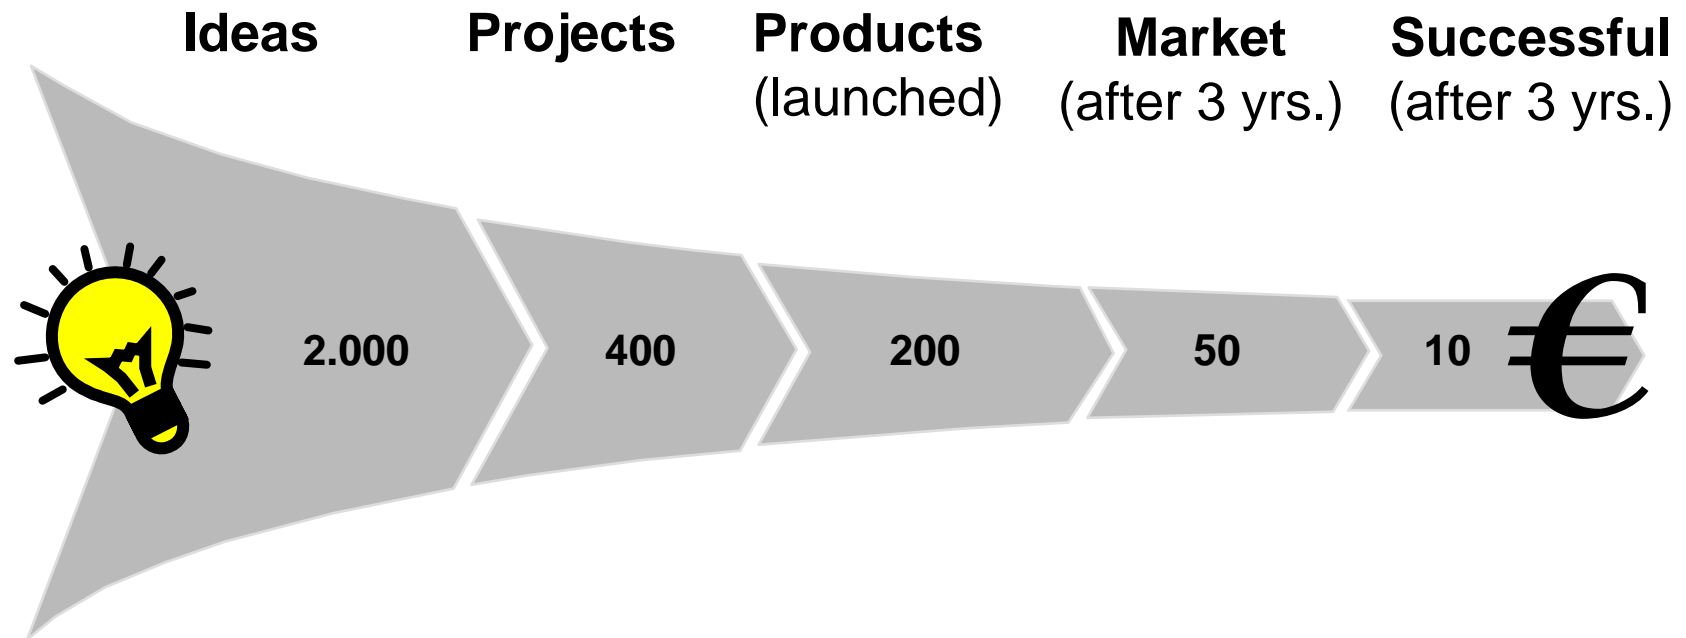 Ideas
Projects
Products
(launched)
Market
(after 3 yrs.)
Successful
(after 3 yrs.)
2.000
400
200
50
10
€